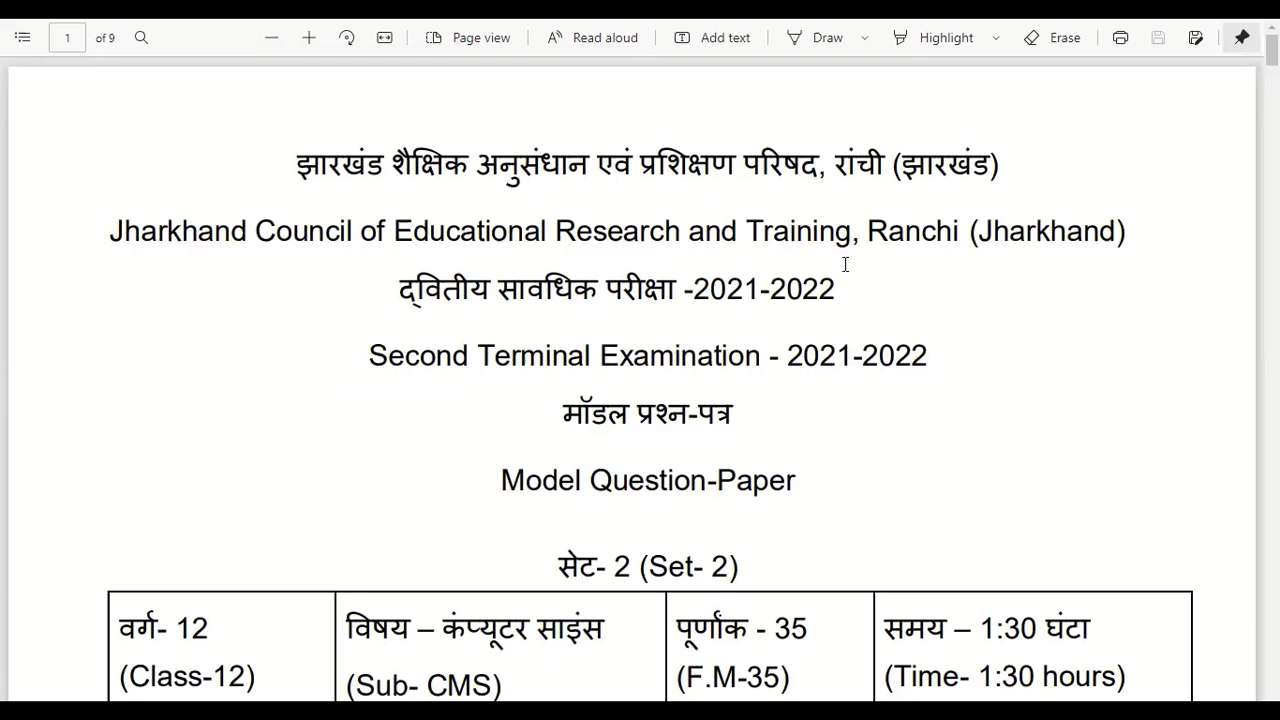 1 of 9 Page view Read aloud Add text Draw Highlight Erase
झारखंड शैक्षिक अनुसंधान एवं प्रशिक्षण परिषद, रांची (झारखंड)
Jharkhand Council of Educational Research and Training, Ranchi (Jharkhand)
द्वितीय सावधिक परीक्षा -2021-2022
Second Terminal Examination - 2021-2022
मॉडल प्रश्न-पत्र
Model Question-Paper
सेट- 2 (Set- 2)
वर्ग- 12 विषय – कंप्यूटर साइंस पूर्णांक - 35 समय – 1:30 घंटा
(Class-12) (Sub- CMS) (F.M-35) (Time- 1:30 hours)